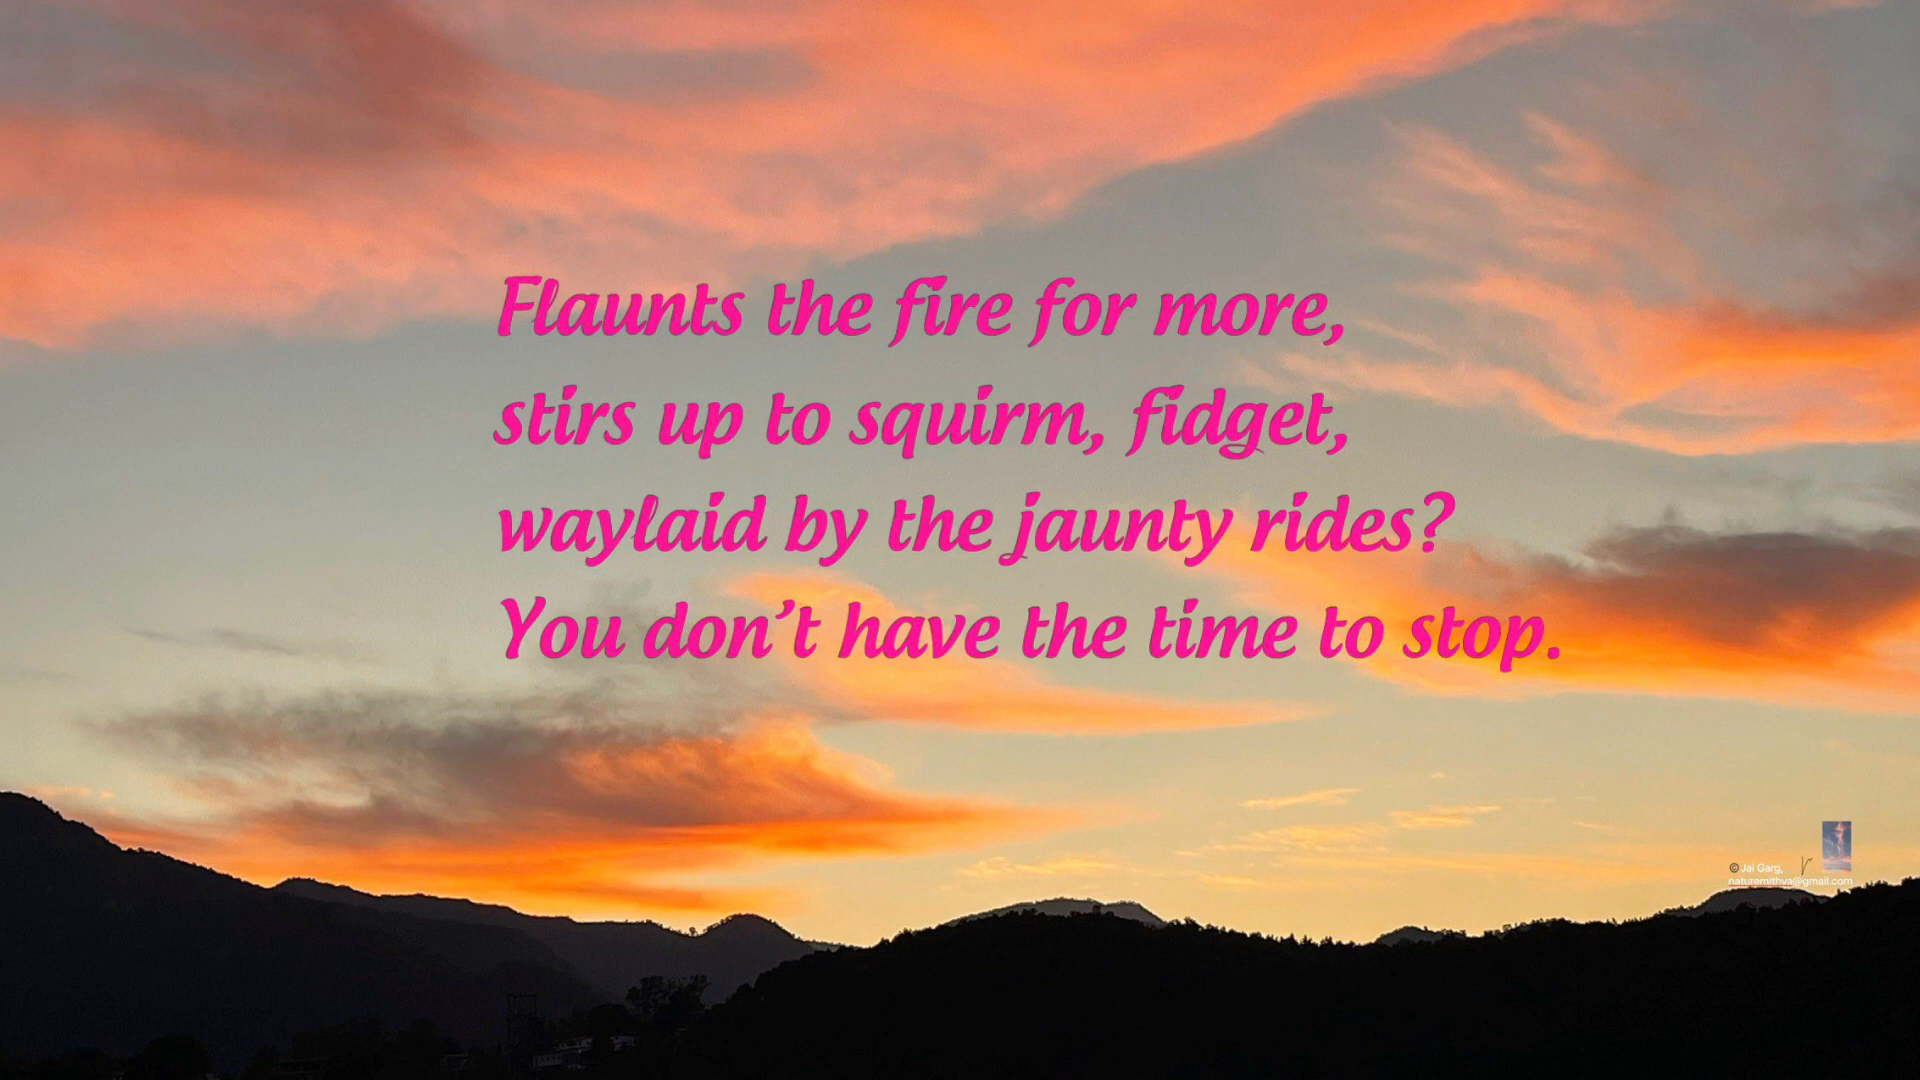 Flaunts the fire for more,
stirs up to squirm, fidget,
waylaid by the jaunty rides?
You don’t have the time to stop.
© Jai Garg,
naturemithva@gmail.com